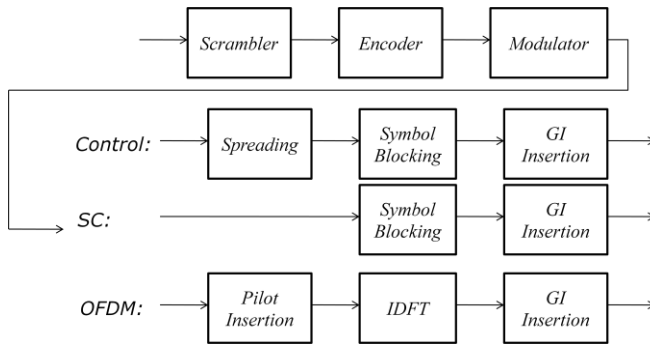 Scrambler
Encoder
Modulator
Control:
Spreading
Symbol
Blocking
GI
Insertion
SC:
Symbol
Blocking
GI
Insertion
OFDM:
Pilot
Insertion
IDFT
GI
Insertion